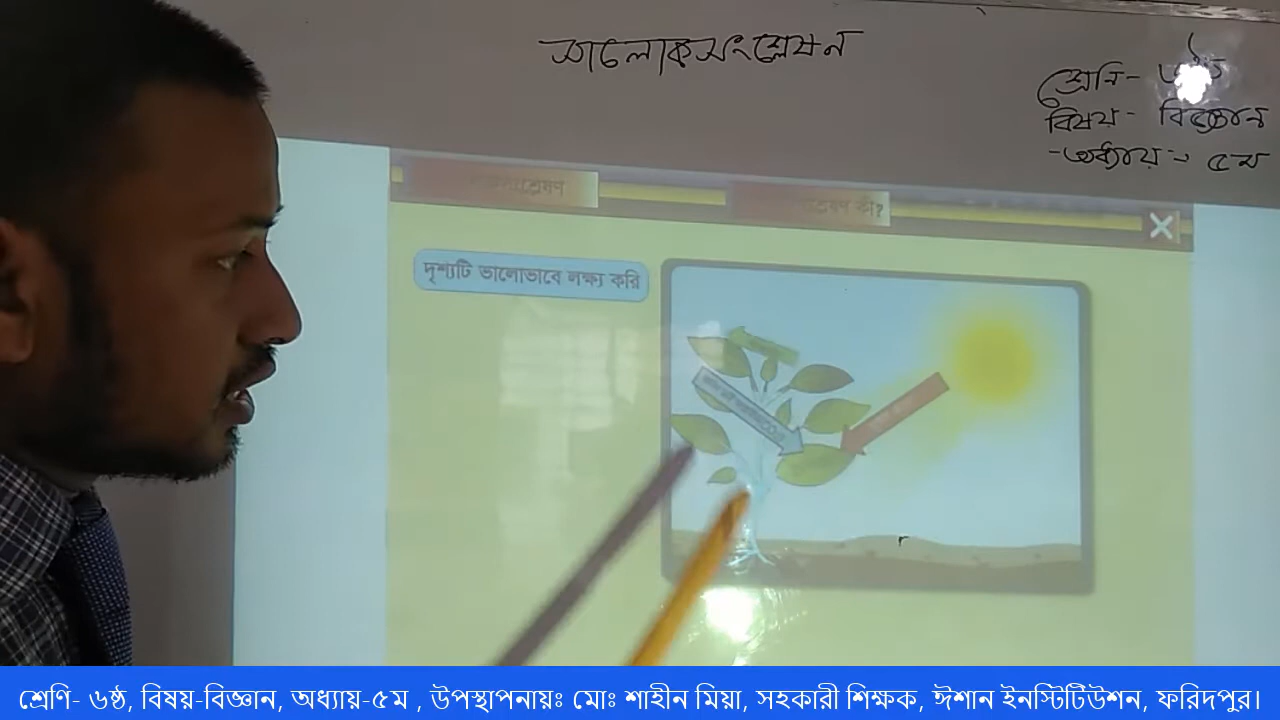 আলোকসংশ্লেষন
শ্রেনি-
বিষয়- বিজ্ঞান
অধ্যায় :- ৫ম
শ্লেষণ কী?
দৃশ্যটি ভালোভাবে লক্ষ্য করি
শ্রেণি- ৬ষ্ঠ, বিষয়-বিজ্ঞান, অধ্যায়-৫ম , উপস্থাপনায়ঃ মোঃ শাহীন মিয়া, সহকারী শিক্ষক, ঈশান ইনস্টিটিউশন, ফরিদপুর।